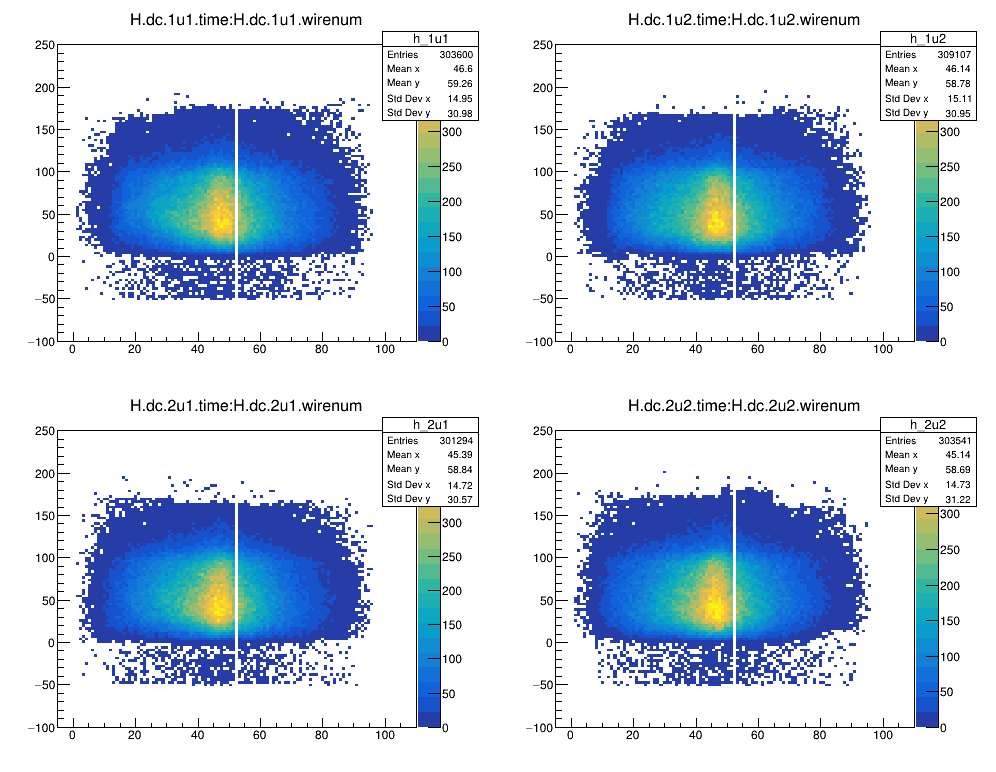 H.dc.1u1.time:H.dc.1u1.wirenum
h_1u1
Entries 303600
Mean x 46.6
Mean y 59.26
Std Dev x 14.95
Std Dev y 30.98
250
200
150
100
50
0
−50
−100
0 20 40 60 80 100
300
250
200
150
100
50
0
H.dc.1u2.time:H.dc.1u2.wirenum
h_1u2
Entries 309107
Mean x 46.14
Mean y 58.78
Std Dev x 15.11
Std Dev y 30.95
250
200
150
100
50
0
−50
−100
0 20 40 60 80 100
300
250
200
150
100
50
0
H.dc.2u1.time:H.dc.2u1.wirenum
h_2u1
Entries 301294
Mean x 45.39
Mean y 58.84
Std Dev x 14.72
Std Dev y 30.57
250
200
150
100
50
0
−50
−100
0 20 40 60 80 100
300
250
200
150
100
50
0
H.dc.2u2.time:H.dc.2u2.wirenum
h_2u2
Entries 303541
Mean x 45.14
Mean y 58.69
Std Dev x 14.73
Std Dev y 31.22
250
200
150
100
50
0
−50
−100
0 20 40 60 80 100
300
250
200
150
100
50
0